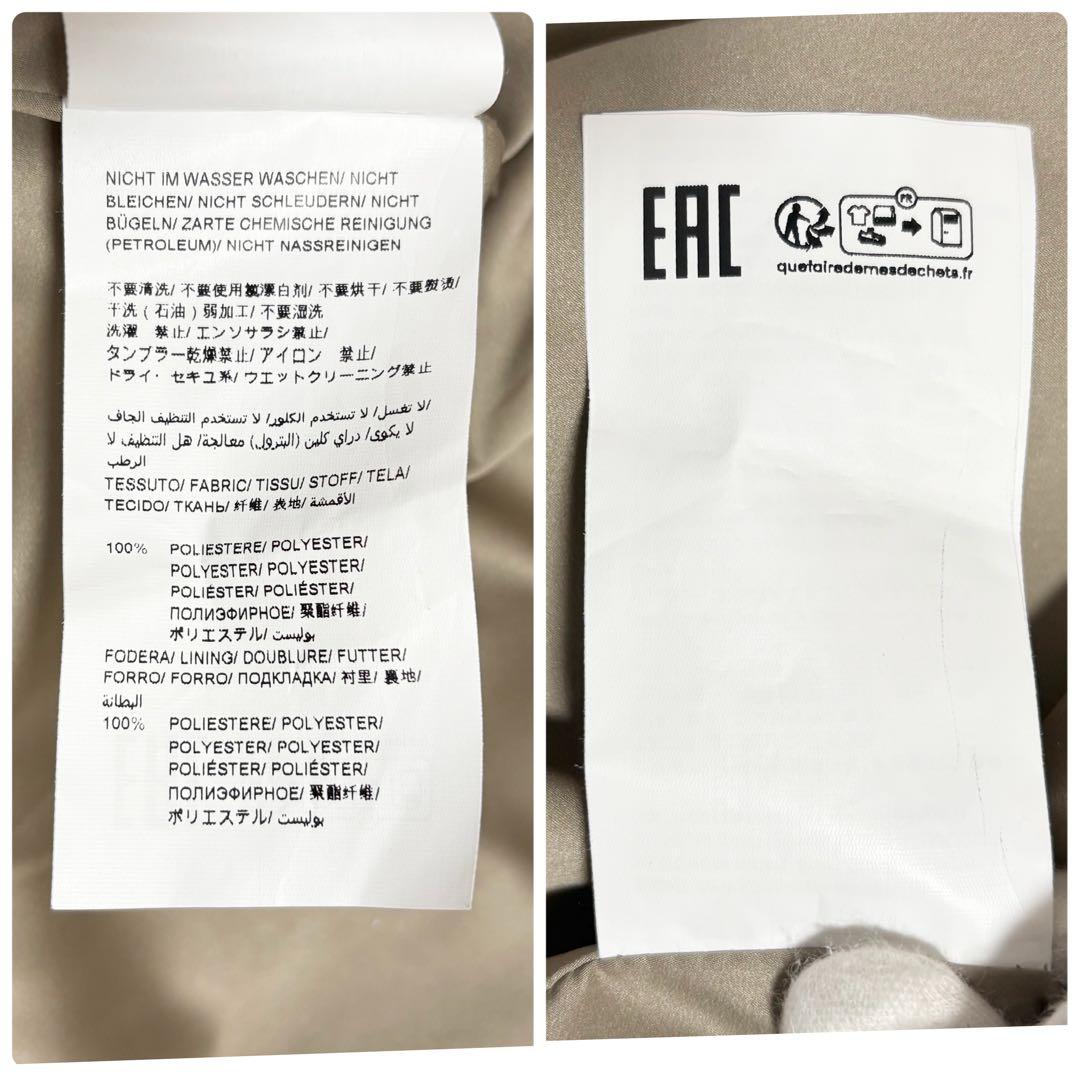 NICHT IM WASSER WASCHEN/ NICHT
BLEICHEN/ NICHT SCHLEUDERN/ NICHT
BÜGELN/ ZARTE CHEMISCHE REINIGUNG
(PETROLEUM)/ NICHT NASSREINIGEN
不要清洗/ 不要使用氯漂白剂/ 不要烘干/ 不要熨烫/
干洗（石油）弱加工/ 不要湿洗
洗濯　禁止/ エンソサラシ禁止/
タンブラー乾燥禁止/ アイロン　禁止/
ドライ・セキユ系/ ウエットクリーニング禁止
لا تغسل/ لا تستخدم الكلور/ لا تستخدم التنظيف الجاف/
لا يكوى/ دراي كلين (البترول) معالجة/ هل التنظيف لا
الرطب
TESSUTO/ FABRIC/ TISSU/ STOFF/ TELA/
TECIDO/ ТКАНЬ/ 纤维/ 表地/ الأقمشة
100% POLIESTERE/ POLYESTER/
POLYESTER/ POLYESTER/
POLIÉSTER/ POLIÉSTER/
ПОЛИЭФИРНОЕ/ 聚酯纤维/
ポリエステル/ بوليست
FODERA/ LINING/ DOUBLURE/ FUTTER/
FORRO/ FORRO/ ПОДКЛАДКА/ 衬里/ 裏地/
البطانة
100% POLIESTERE/ POLYESTER/
POLYESTER/ POLYESTER/
POLIÉSTER/ POLIÉSTER/
ПОЛИЭФИРНОЕ/ 聚酯纤维/
ポリエステル/ بوليست
EAC
FR
quefairedemesdechets.fr